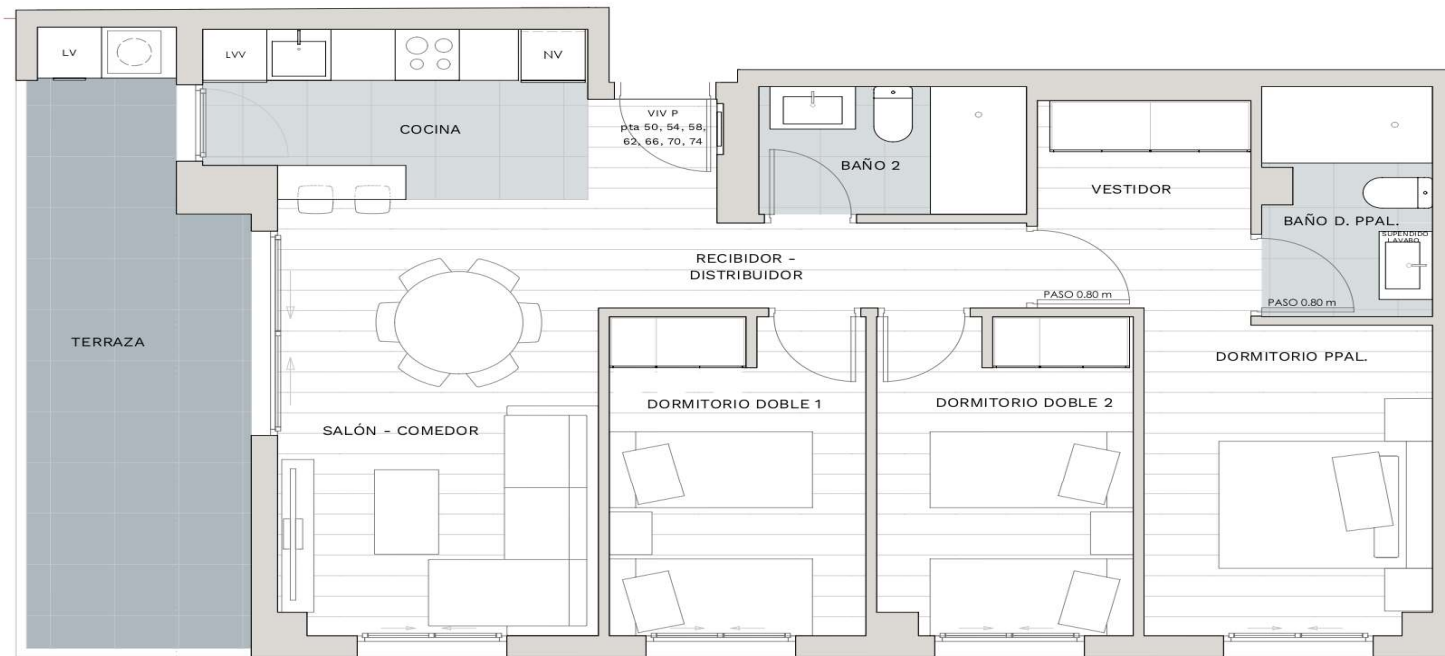 LV
LVV
NV
COCINA
VIV P
pta 50, 54, 58,
62, 66, 70, 74
BAÑO 2
VESTIDOR
BAÑO D. PPAL.
SUPENDIDO
LAVABO
RECIBIDOR -
DISTRIBUIDOR
PASO 0.80 m
PASO 0.80 m
TERRAZA
DORMITORIO PPAL.
SALÓN - COMEDOR
DORMITORIO DOBLE 1
DORMITORIO DOBLE 2